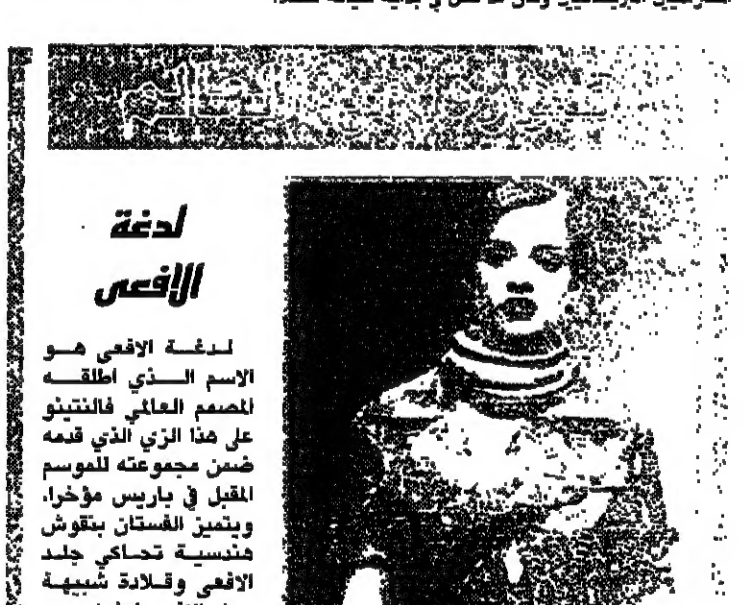 لدغة
الافعى
لدغة الافعى هو
الاسم الذي اطلقه
المصمم العالمي فالنتينو
على هذا الزي الذي قدمه
ضمن مجموعته للموسم
المقبل في باريس مؤخرا.
ويتميز الفستان بنقوش
هندسية تحاكي جلد
الافعى وقلادة شبيهة